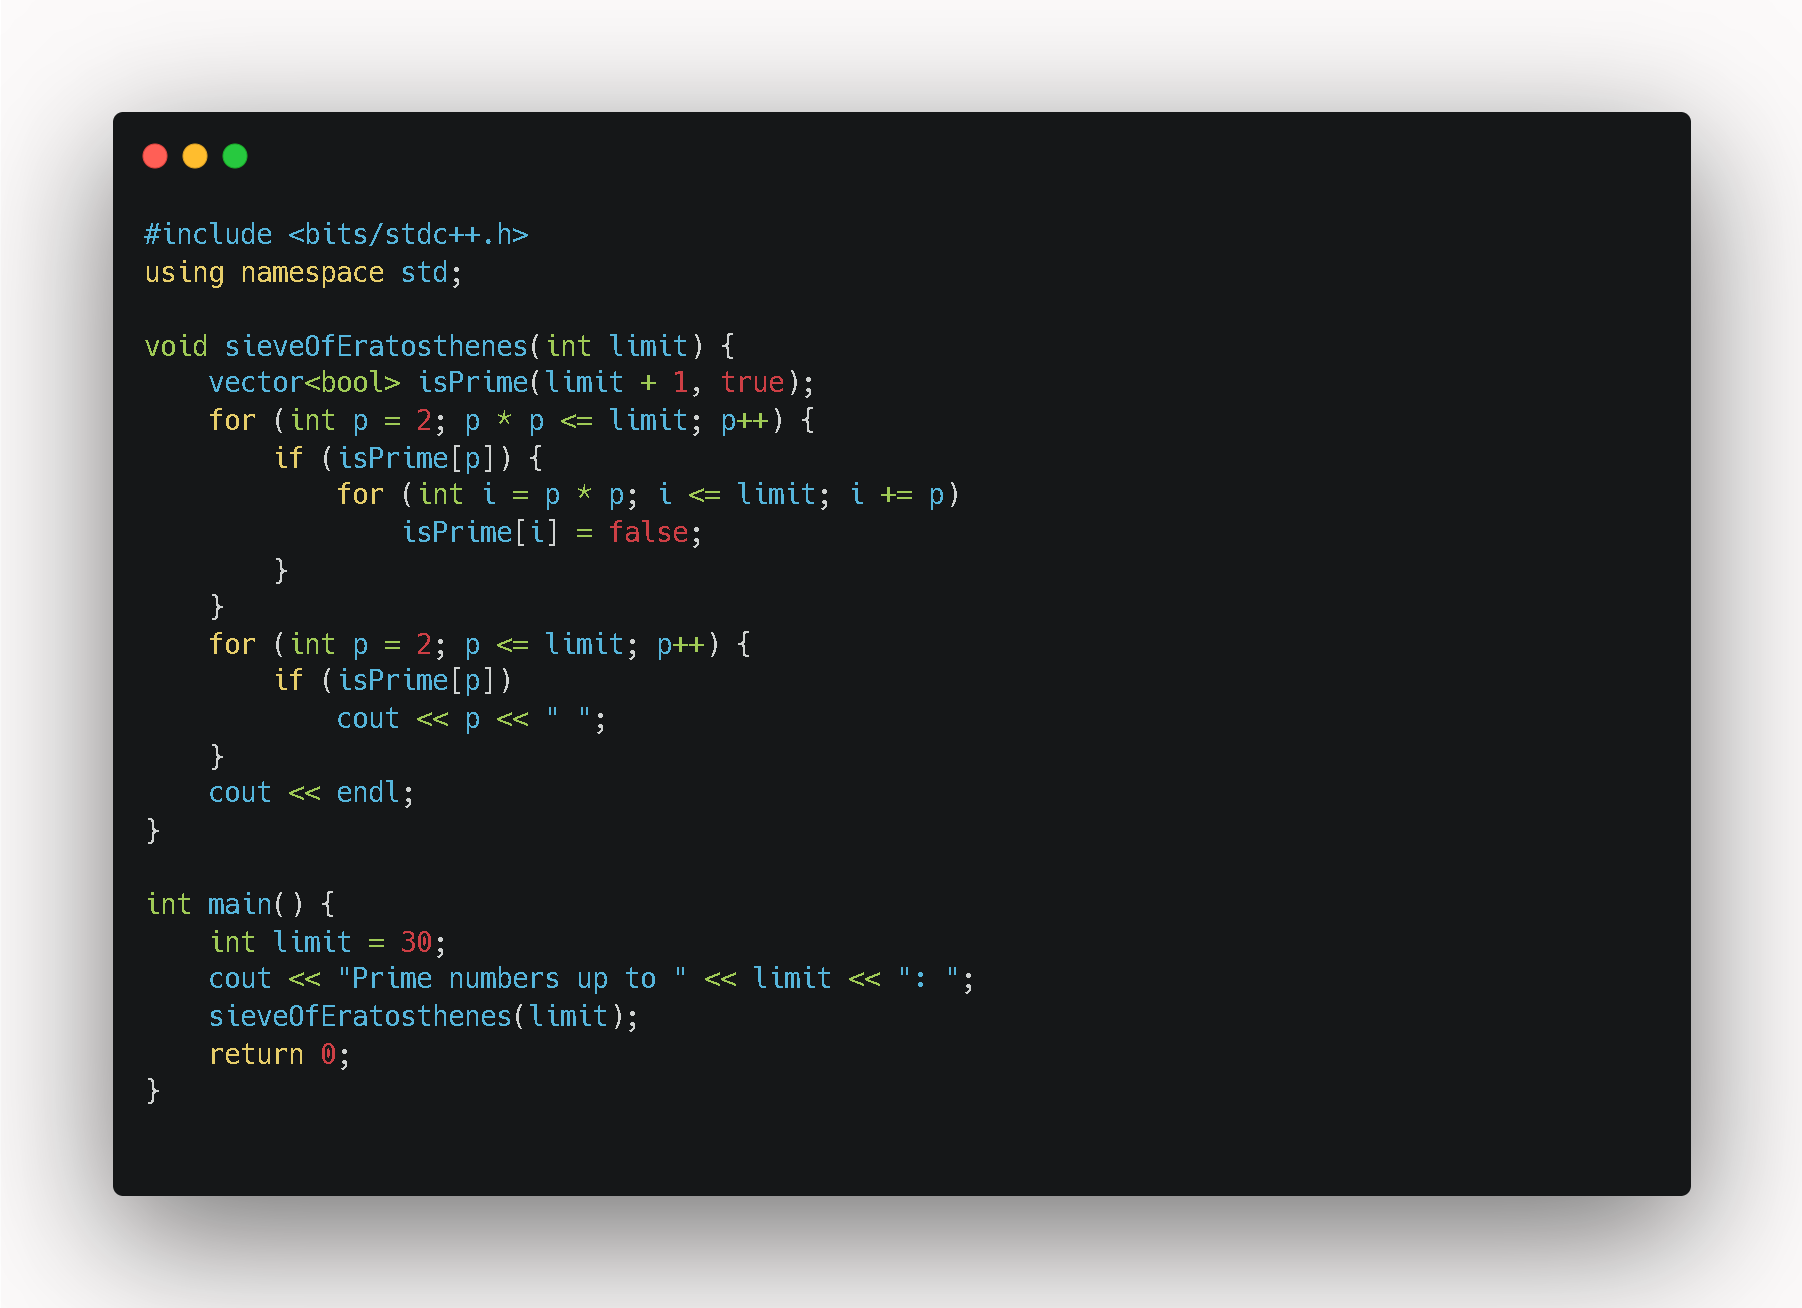 #include <bits/stdc++.h>
using namespace std;

void sieveOfEratosthenes(int limit) {
    vector<bool> isPrime(limit + 1, true);
    for (int p = 2; p * p <= limit; p++) {
        if (isPrime[p]) {
            for (int i = p * p; i <= limit; i += p)
                isPrime[i] = false;
        }
    }
    for (int p = 2; p <= limit; p++) {
        if (isPrime[p])
            cout << p << " ";
    }
    cout << endl;
}

int main() {
    int limit = 30;
    cout << "Prime numbers up to " << limit << ": ";
    sieveOfEratosthenes(limit);
    return 0;
}